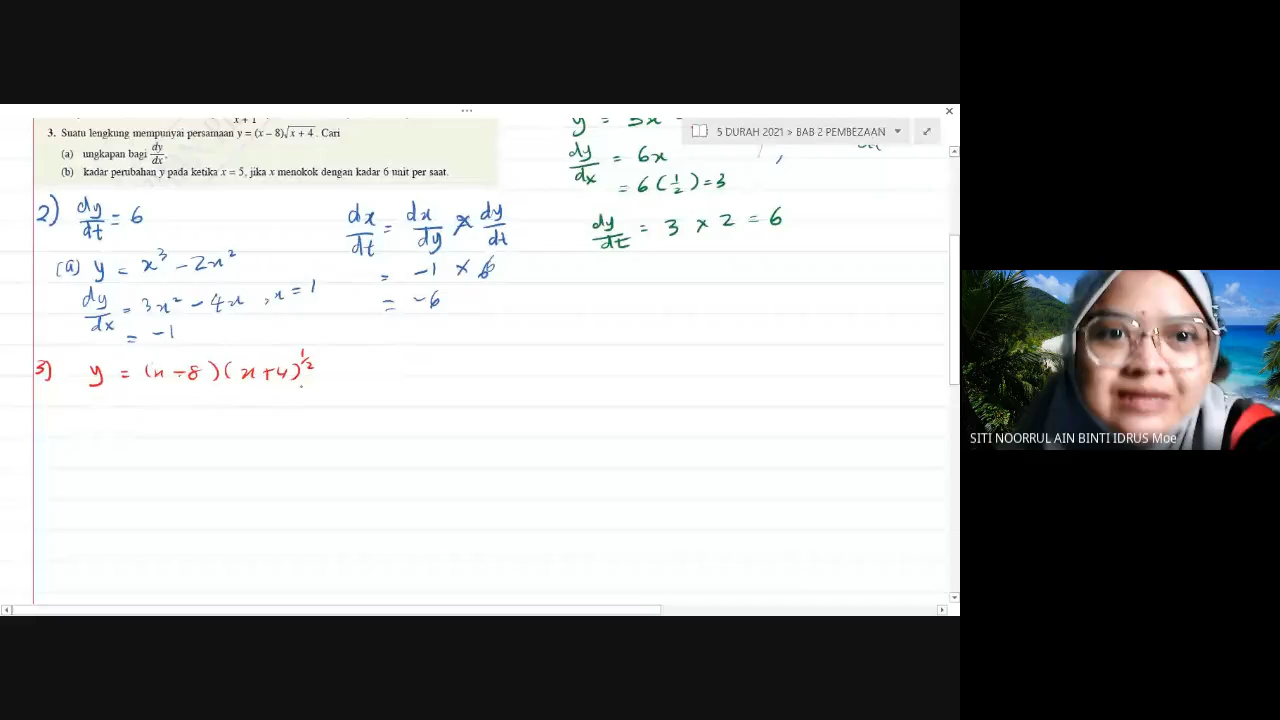 x + 1
3. Suatu lengkung mempunyai persamaan y = (x – 8)√x + 4 . Cari
(a) ungkapan bagi dy/dx.
(b) kadar perubahan y pada ketika x = 5, jika x menokok dengan kadar 6 unit per saat.
5 DURAH 2021 > BAB 2 PEMBEZAAN
dy/dx = 6x
= 6(1/2) = 3
dy/dt = 3 × 2 = 6
2) dy/dt = 6
(a) y = x³ - 2x²
dy/dx = 3x² - 4x , x = 1
= -1
dx/dt = dx/dy × dy/dt
= -1 × 6
= -6
3) y = (x - 8)(x + 4)^1/2
SITI NOORRUL AIN BINTI IDRUS Moe